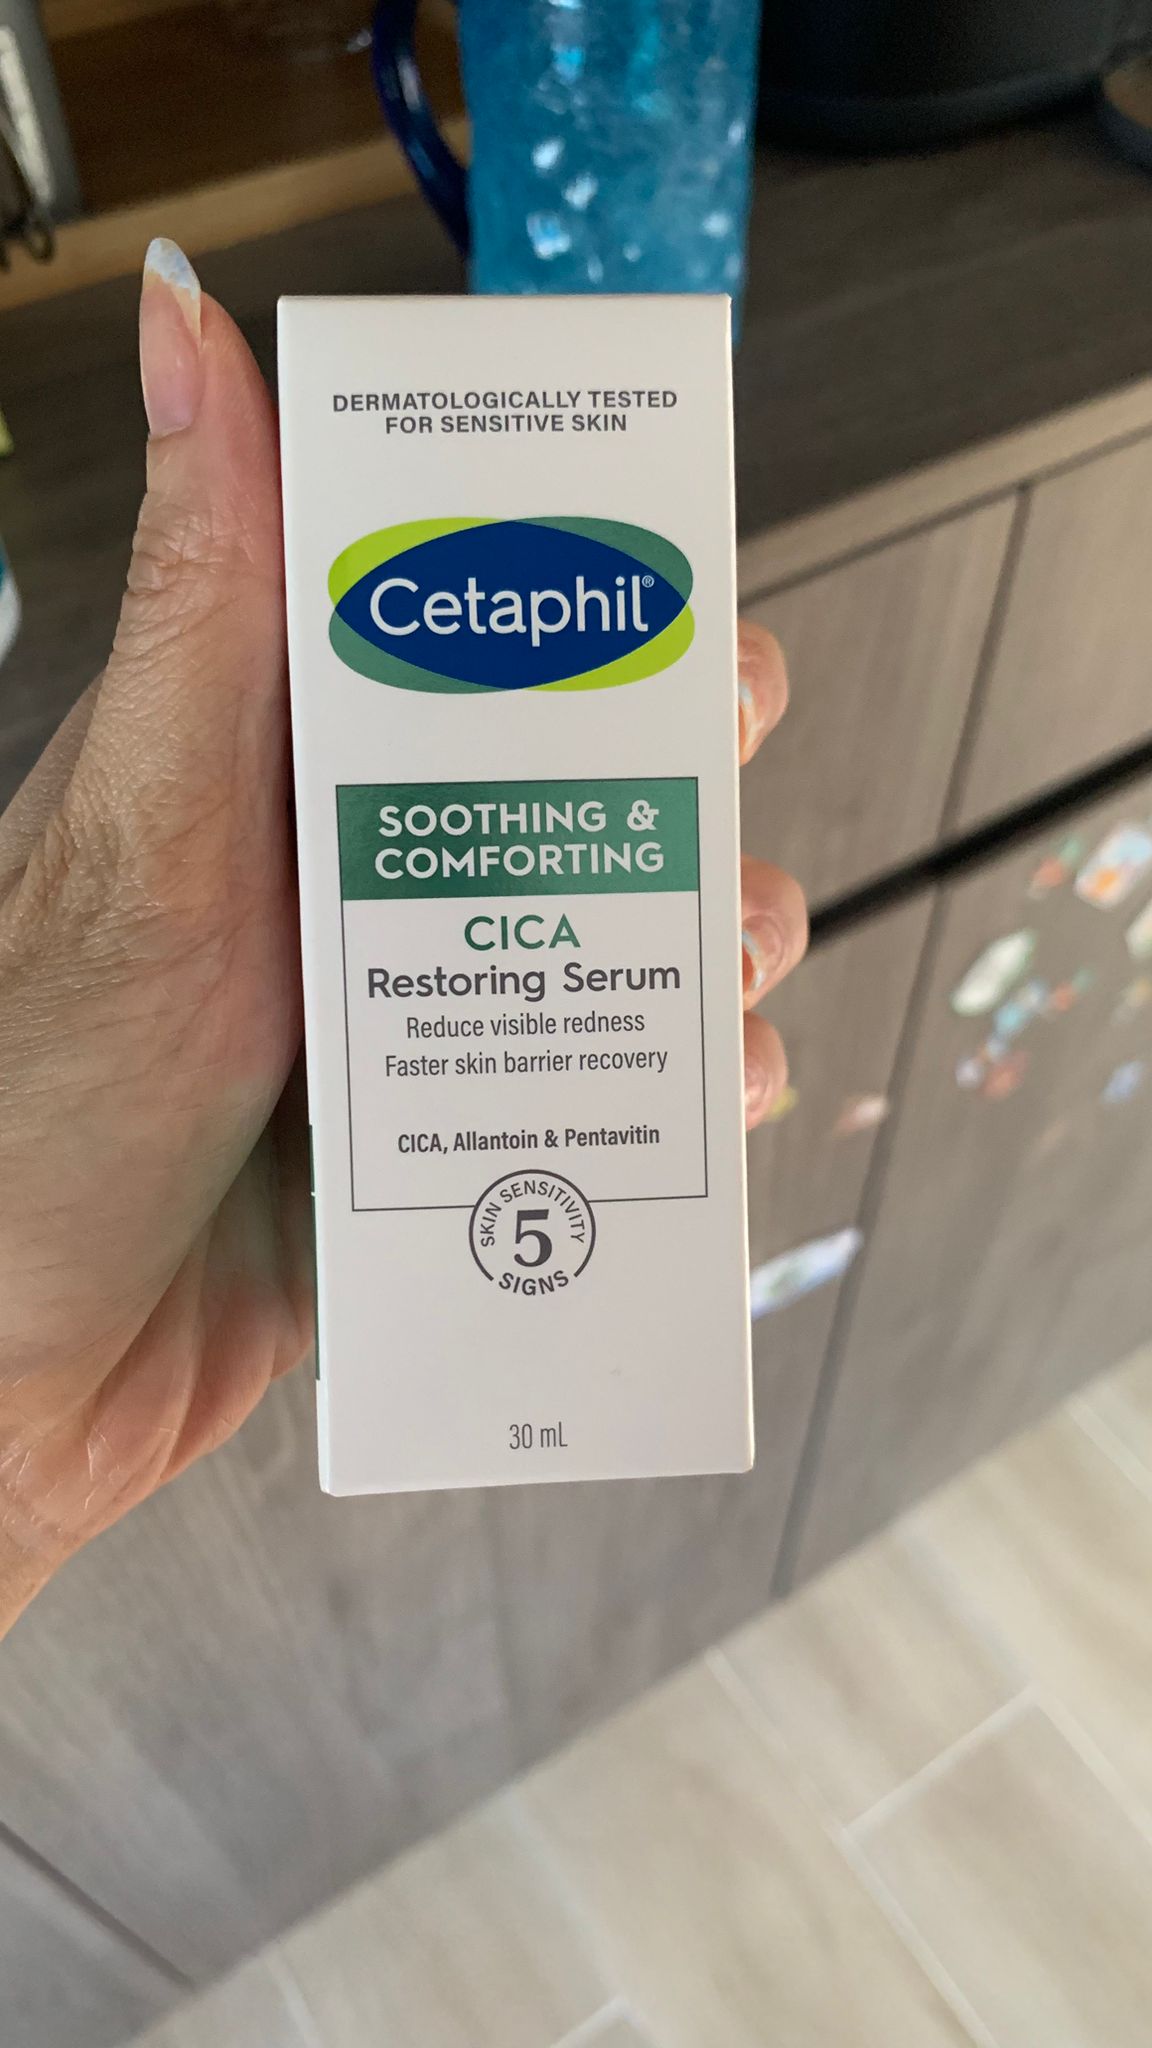 DERMATOLOGICALLY TESTED
FOR SENSITIVE SKIN
Cetaphil®
SOOTHING &
COMFORTING
CICA
Restoring Serum
Reduce visible redness
Faster skin barrier recovery
CICA, Allantoin & Pentavitin
SKIN SENSITIVITY
5
SIGNS
30 mL